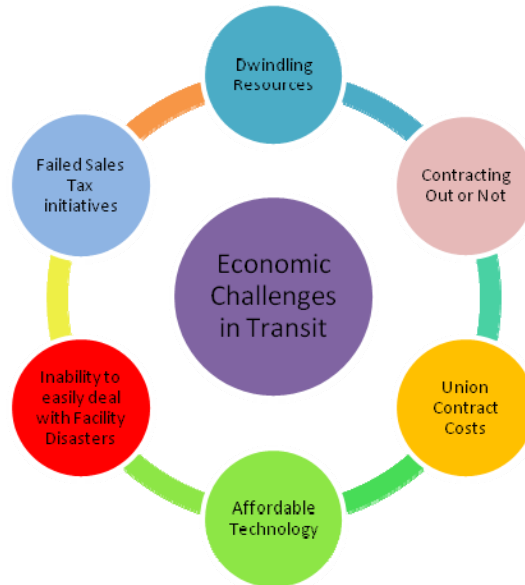 Dwindling
Resources
Contracting
Out or Not
Union
Contract
Costs
Affordable
Technology
Inability to
easily deal
with Facility
Disasters
Failed Sales
Tax
initiatives
Economic
Challenges
in Transit